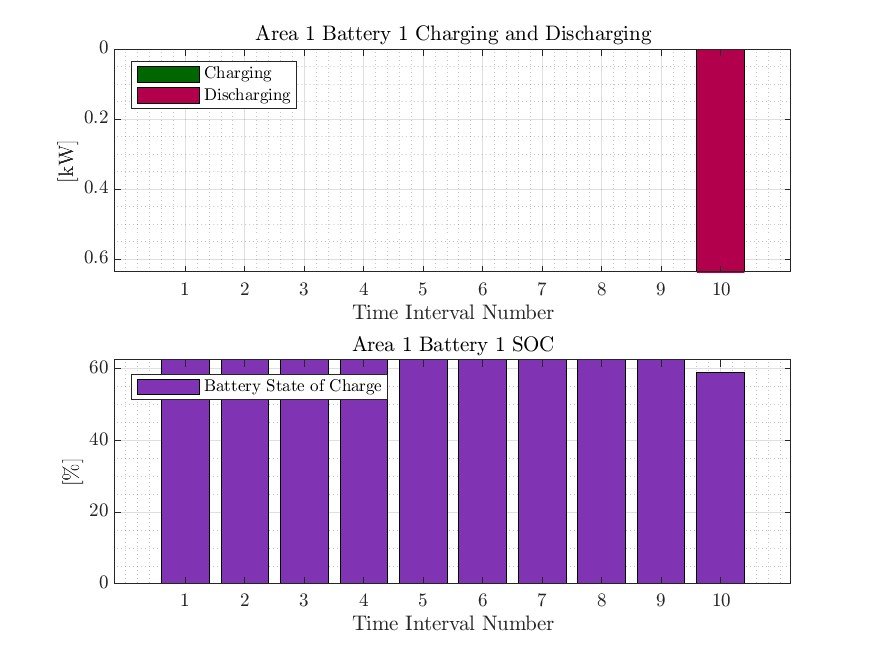 Area 1 Battery 1 Charging and Discharging
0
0.2
0.4
0.6
[kW]
Charging
Discharging
1 2 3 4 5 6 7 8 9 10
Time Interval Number
Area 1 Battery 1 SOC
60
40
20
0
[%]
Battery State of Charge
1 2 3 4 5 6 7 8 9 10
Time Interval Number